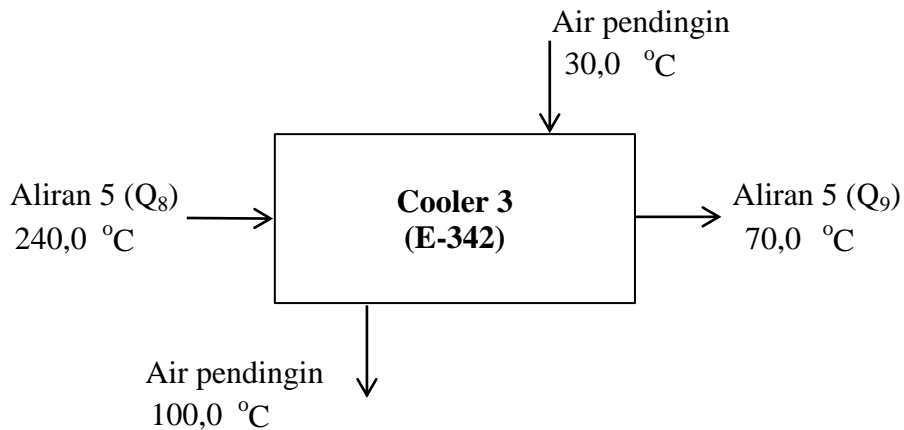 Air pendingin
30,0 °C
Aliran 5 (Q₈)
240,0 °C
Cooler 3
(E-342)
Aliran 5 (Q₉)
70,0 °C
Air pendingin
100,0 °C